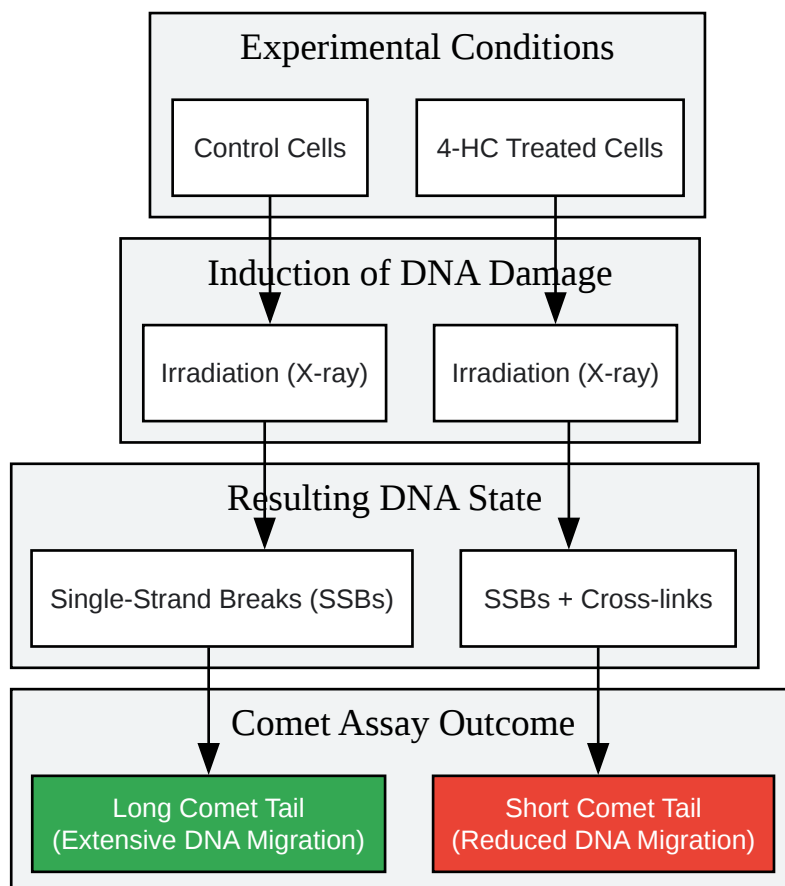 Experimental Conditions
Control Cells
4-HC Treated Cells
Induction of DNA Damage
Irradiation (X-ray)
Irradiation (X-ray)
Resulting DNA State
Single-Strand Breaks (SSBs)
SSBs + Cross-links
Comet Assay Outcome
Long Comet Tail
(Extensive DNA Migration)
Short Comet Tail
(Reduced DNA Migration)